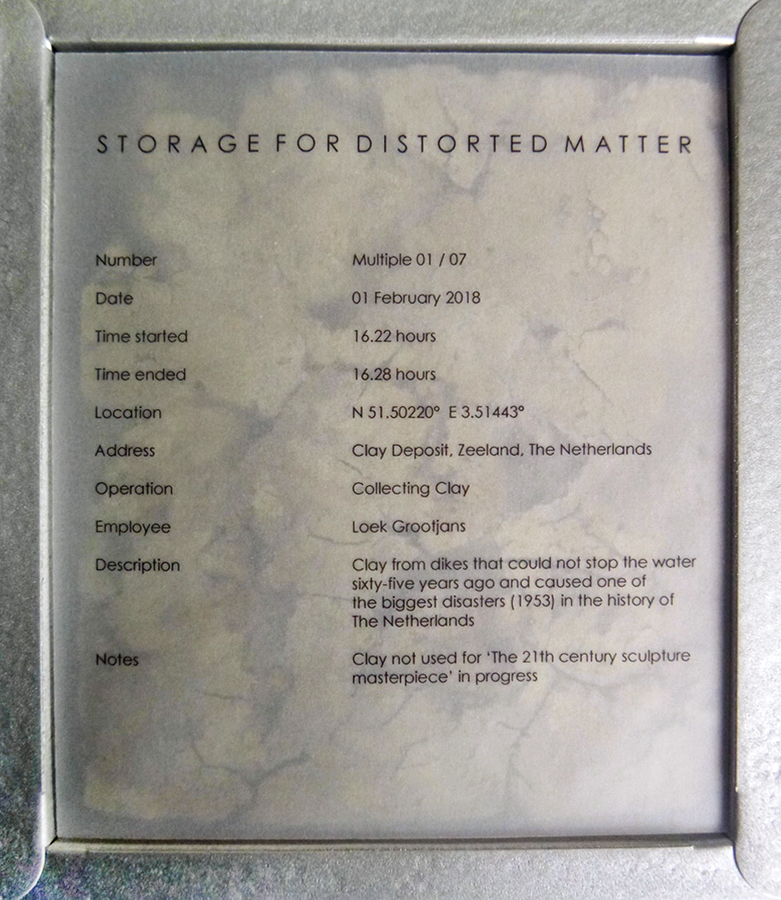 STORAGE FOR DISTORTED MATTER
Number Multiple 01 / 07
Date 01 February 2018
Time started 16.22 hours
Time ended 16.28 hours
Location N 51.50220° E 3.51443°
Address Clay Deposit, Zeeland, The Netherlands
Operation Collecting Clay
Employee Loek Grootjans
Description Clay from dikes that could not stop the water
sixty-five years ago and caused one of
the biggest disasters (1953) in the history of
The Netherlands
Notes Clay not used for ‘The 21th century sculpture
masterpiece’ in progress